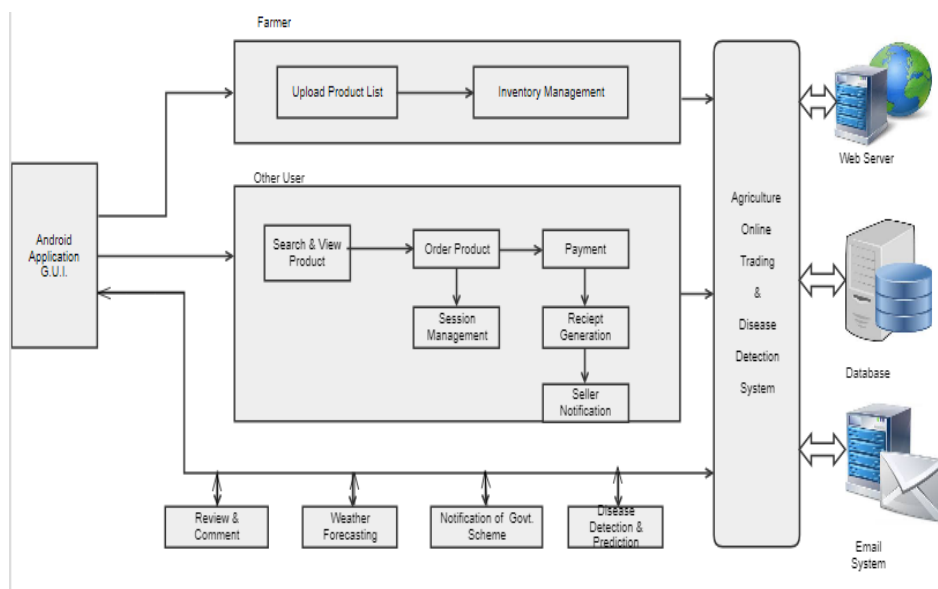 Farmer
Upload Product List
Inventory Management
Web Server
Other User
Android
Application
G.U.I.
Search & View
Product
Order Product
Payment
Session
Management
Reciept
Generation
Seller
Notification
Agriculture
Online
Trading
&
Disease
Detection
System
Database
Review &
Comment
Weather
Forecasting
Notification of Govt.
Scheme
Disease
Detection &
Prediction
Email
System